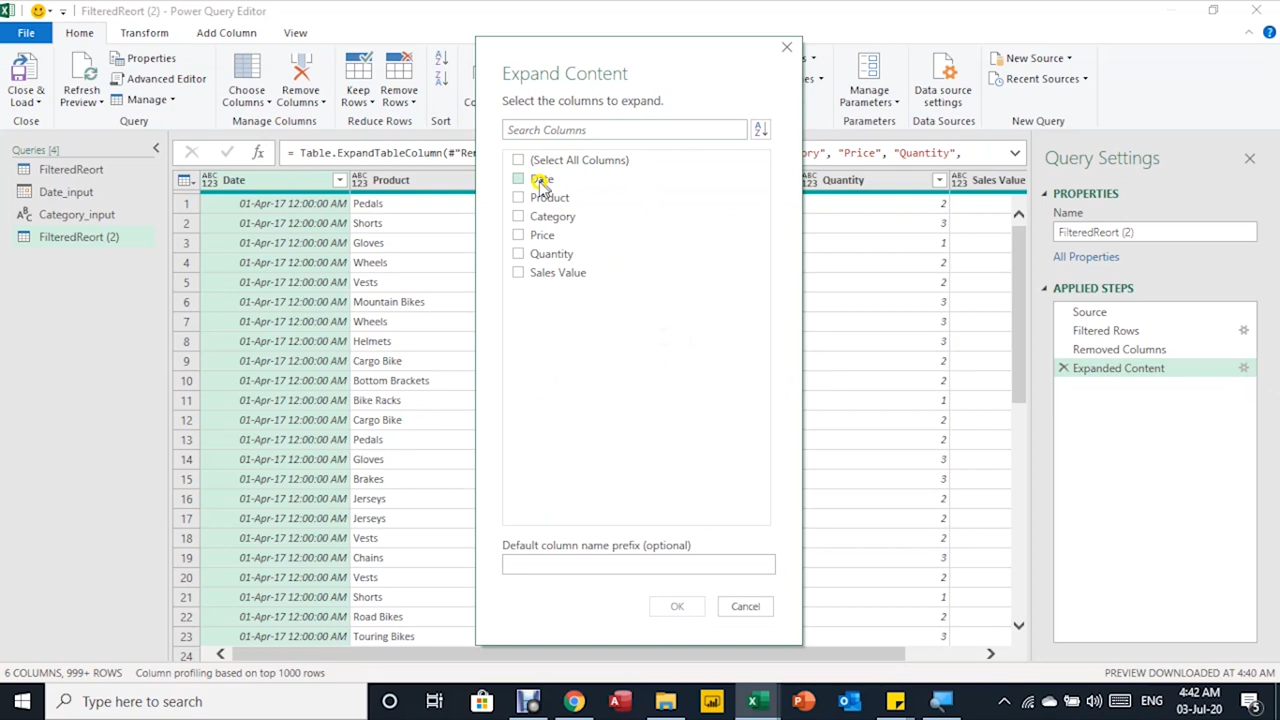 FilteredReort (2) - Power Query Editor
File
Home
Transform
Add Column
View
Close & Load
Close
Refresh Preview
Properties
Advanced Editor
Manage
Query
Choose Columns
Remove Columns
Manage Columns
Keep Rows
Remove Rows
Reduce Rows
Sort
Manage Parameters
Parameters
Data source settings
Data Sources
New Source
Recent Sources
New Query
Queries [4]
FilteredReort
Date_input
Category_input
FilteredReort (2)
= Table.ExpandTableColumn(#"Re
ory", "Price", "Quantity",
Date
Product
Quantity
Sales Value
1 01-Apr-17 12:00:00 AM Pedals 2
2 01-Apr-17 12:00:00 AM Shorts 3
3 01-Apr-17 12:00:00 AM Gloves 1
4 01-Apr-17 12:00:00 AM Wheels 2
5 01-Apr-17 12:00:00 AM Vests 2
6 01-Apr-17 12:00:00 AM Mountain Bikes 3
7 01-Apr-17 12:00:00 AM Wheels 3
8 01-Apr-17 12:00:00 AM Helmets 3
9 01-Apr-17 12:00:00 AM Cargo Bike 2
10 01-Apr-17 12:00:00 AM Bottom Brackets 2
11 01-Apr-17 12:00:00 AM Bike Racks 1
12 01-Apr-17 12:00:00 AM Cargo Bike 2
13 01-Apr-17 12:00:00 AM Pedals 2
14 01-Apr-17 12:00:00 AM Gloves 3
15 01-Apr-17 12:00:00 AM Brakes 3
16 01-Apr-17 12:00:00 AM Jerseys 2
17 01-Apr-17 12:00:00 AM Jerseys 2
18 01-Apr-17 12:00:00 AM Vests 2
19 01-Apr-17 12:00:00 AM Chains 3
20 01-Apr-17 12:00:00 AM Vests 2
21 01-Apr-17 12:00:00 AM Shorts 1
22 01-Apr-17 12:00:00 AM Road Bikes 2
23 01-Apr-17 12:00:00 AM Touring Bikes 3
24
Expand Content
Select the columns to expand.
Search Columns
(Select All Columns)
Date
Product
Category
Price
Quantity
Sales Value
Default column name prefix (optional)
OK
Cancel
Query Settings
PROPERTIES
Name
FilteredReort (2)
All Properties
APPLIED STEPS
Source
Filtered Rows
Removed Columns
Expanded Content
6 COLUMNS, 999+ ROWS
Column profiling based on top 1000 rows
PREVIEW DOWNLOADED AT 4:40 AM
Type here to search
ENG
4:42 AM
03-Jul-20
5